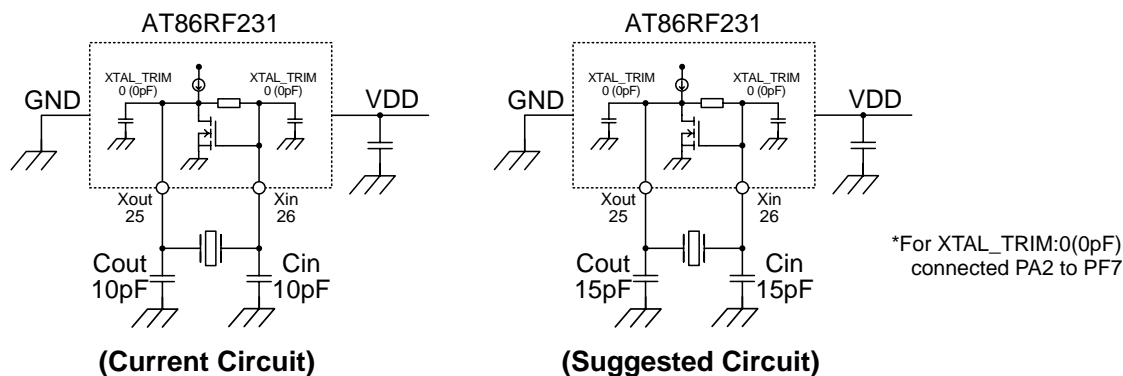 AT86RF231
XTAL_TRIM
0 (0pF)
XTAL_TRIM
0 (0pF)
GND
VDD
Xout
25
Xin
26
Cout
10pF
Cin
10pF
(Current Circuit)
AT86RF231
XTAL_TRIM
0 (0pF)
XTAL_TRIM
0 (0pF)
GND
VDD
Xout
25
Xin
26
Cout
15pF
Cin
15pF
(Suggested Circuit)
*For XTAL_TRIM:0(0pF)
connected PA2 to PF7